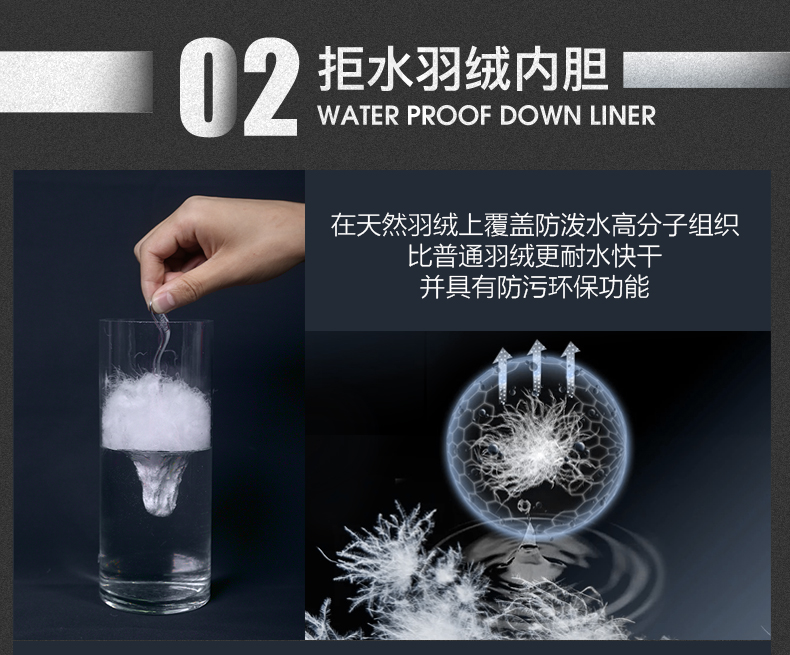 02
拒水羽绒内胆
WATER PROOF DOWN LINER
在天然羽绒上覆盖防泼水高分子组织
比普通羽绒更耐水快干
并具有防污环保功能